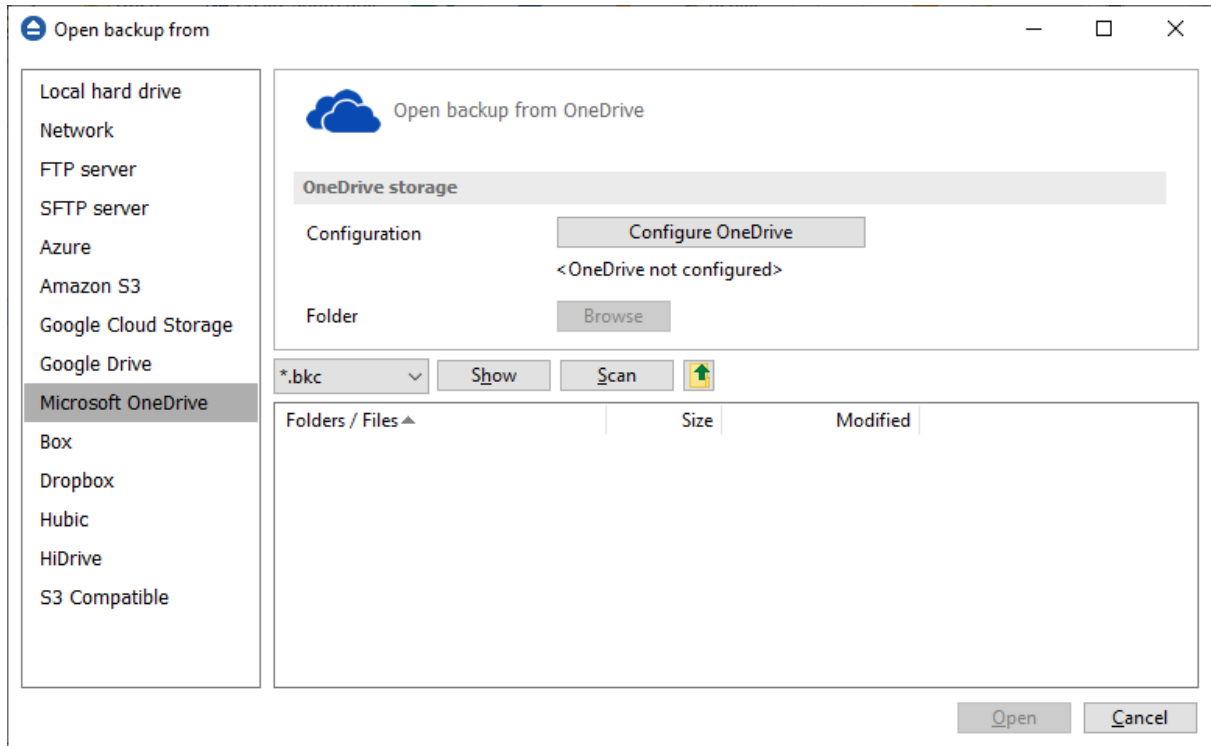 Open backup from
Local hard drive
Network
FTP server
SFTP server
Azure
Amazon S3
Google Cloud Storage
Google Drive
Microsoft OneDrive
Box
Dropbox
Hubic
HiDrive
S3 Compatible
Open backup from OneDrive
OneDrive storage
Configuration
Configure OneDrive
<OneDrive not configured>
Folder
Browse
*.bkc
Show
Scan
Folders / Files
Size
Modified
Open
Cancel